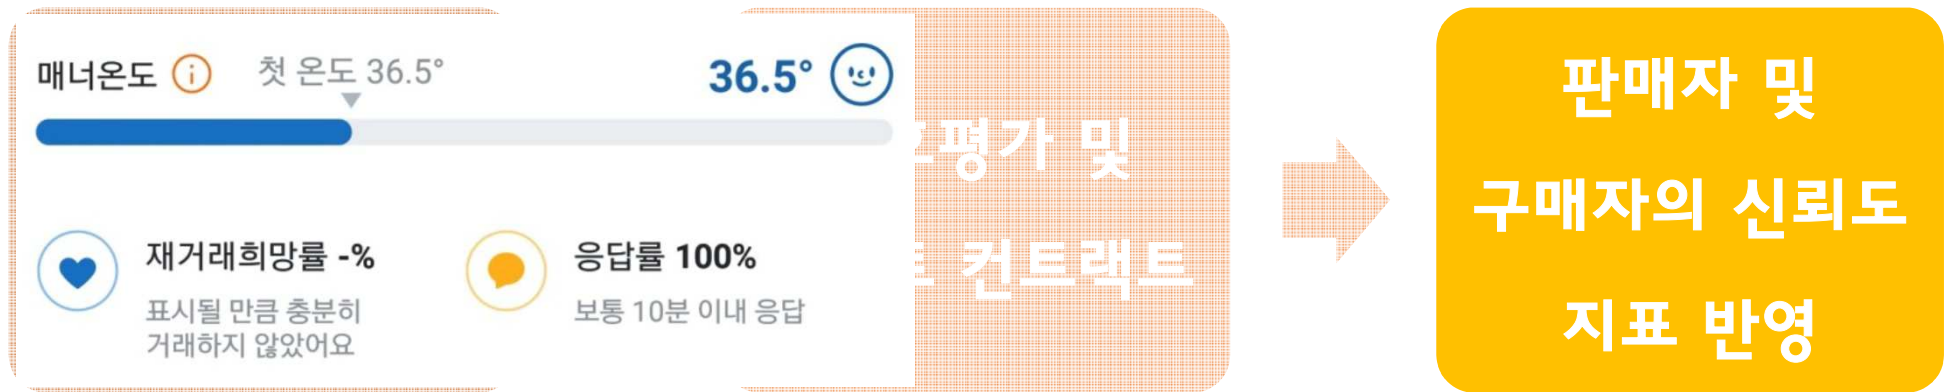 매너온도 첫 온도 36.5° 36.5°
재거래희망률 -%
표시될 만큼 충분히
거래하지 않았어요
응답률 100%
보통 10분 이내 응답
평가 및
컨트랙트
판매자 및
구매자의 신뢰도
지표 반영